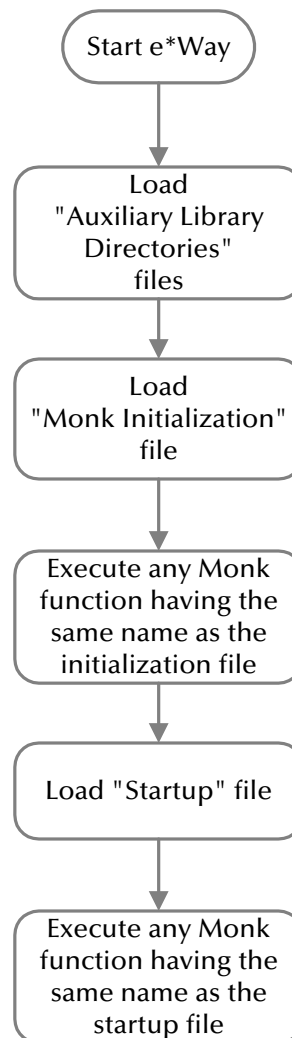 Start e*Way
Load
"Auxiliary Library
Directories"
files
Load
"Monk Initialization"
file
Execute any Monk
function having the
same name as the
initialization file
Load "Startup" file
Execute any Monk
function having the
same name as the
startup file